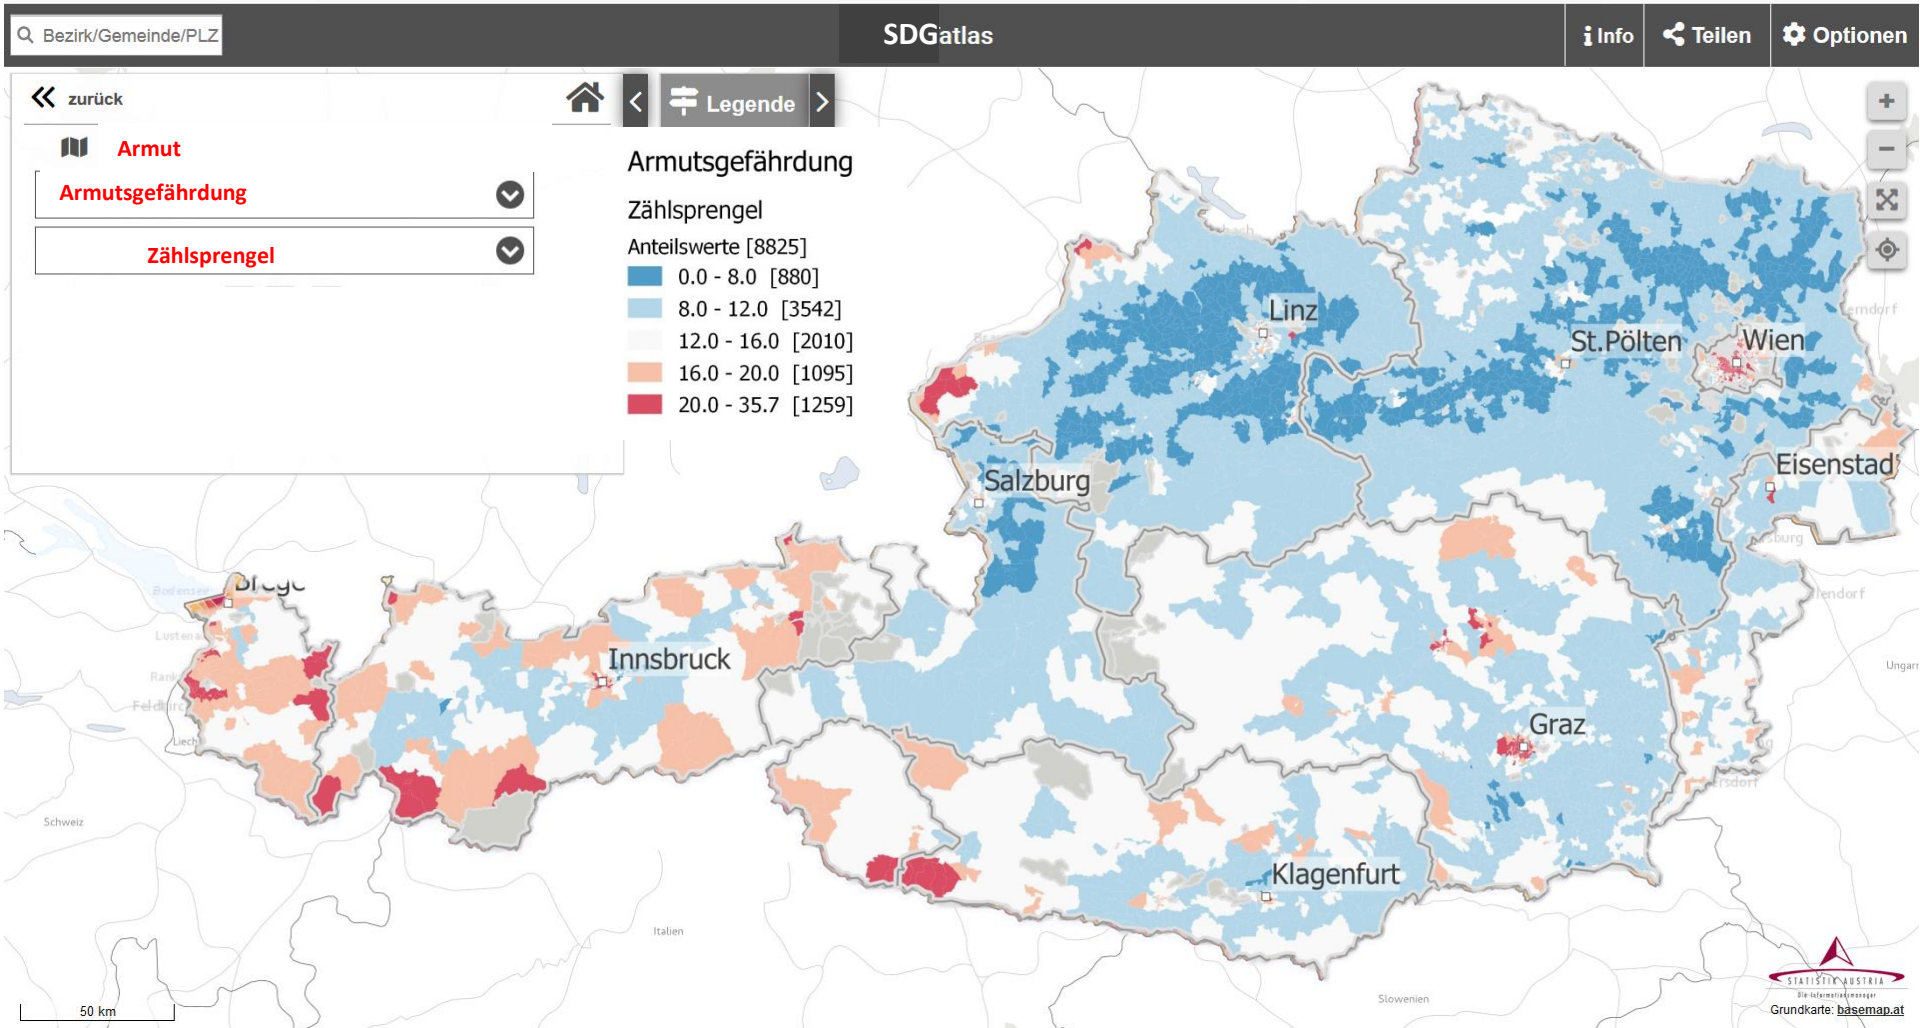 Bezirk/Gemeinde/PLZ
SDGatlas
Info
Teilen
Optionen
zurück
Legende
Armut
Armutsgefährdung
Zählsprengel
Armutsgefährdung
Zählsprengel
Anteilswerte [8825]
0.0 - 8.0 [880]
8.0 - 12.0 [3542]
12.0 - 16.0 [2010]
16.0 - 20.0 [1095]
20.0 - 35.7 [1259]
Linz
St.Pölten
Wien
Eisenstad
Salzburg
Bodensee
Innsbruck
Ungarn
Graz
Schweiz
Klagenfurt
Italien
Slowenien
50 km
STATISTIK AUSTRIA
Die Informationsmanager
Grundkarte: basemap.at